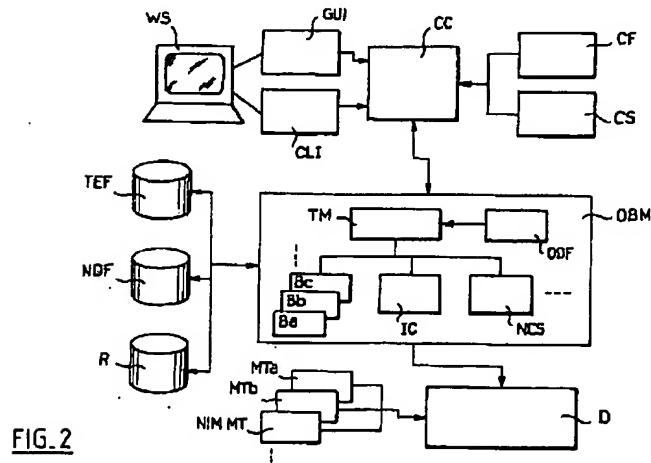 WS
GUI
CC
CF
CLI
CS
TEF
TM
OBM
ODF
NDF
Bc
Bb
Ba
IC
NCS
R
MTa
MTb
NIM MT
D
FIG_2